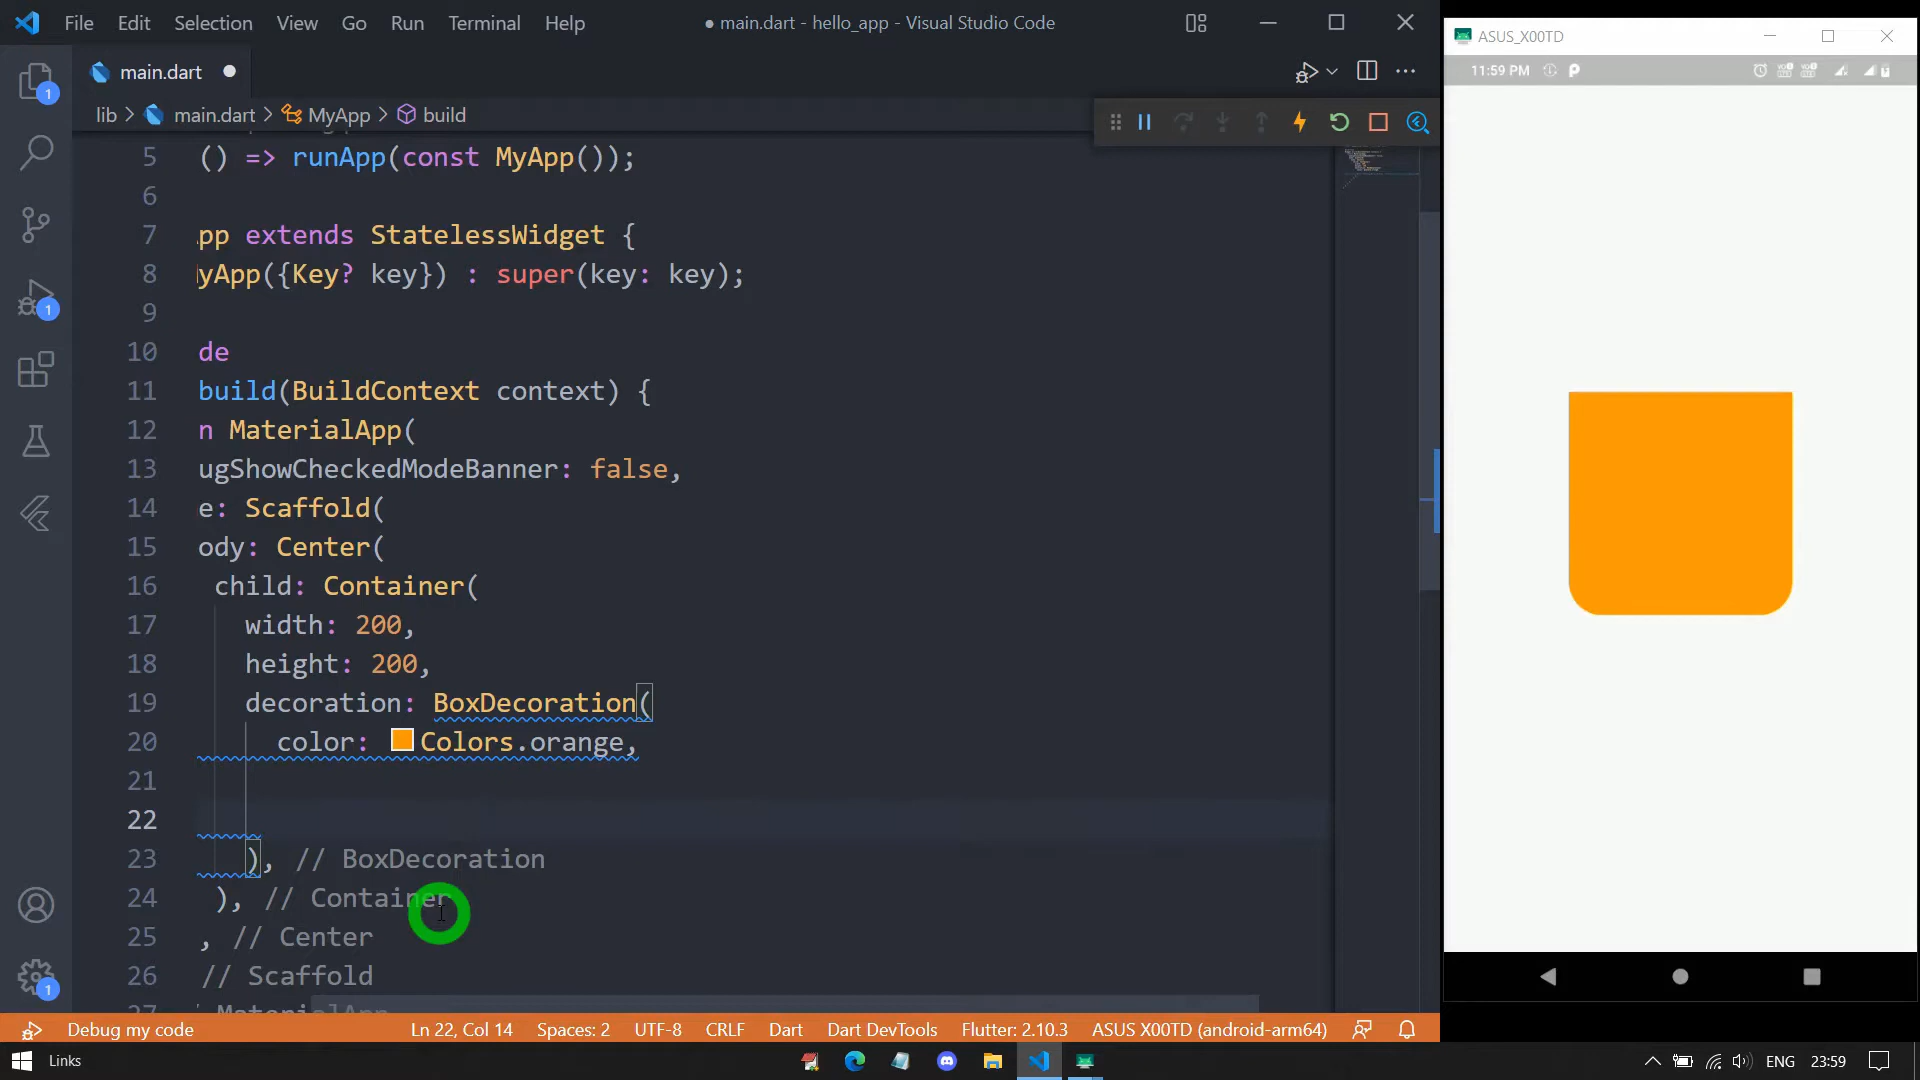 File Edit Selection View Go Run Terminal Help
● main.dart - hello_app - Visual Studio Code
main.dart
lib > main.dart > MyApp > build
5 () => runApp(const MyApp());
6
7 pp extends StatelessWidget {
8 yApp({Key? key}) : super(key: key);
9
10 de
11 build(BuildContext context) {
12 n MaterialApp(
13 ugShowCheckedModeBanner: false,
14 e: Scaffold(
15 ody: Center(
16 child: Container(
17 width: 200,
18 height: 200,
19 decoration: BoxDecoration(
20 color: Colors.orange,
21
22
23 ), // BoxDecoration
24 ), // Container
25 , // Center
26 // Scaffold
27 MaterialApp
1
1
1
Debug my code Ln 22, Col 14 Spaces: 2 UTF-8 CRLF Dart Dart DevTools Flutter: 2.10.3 ASUS X00TD (android-arm64)
ASUS_X00TD
11:59 PM
Links
ENG 23:59